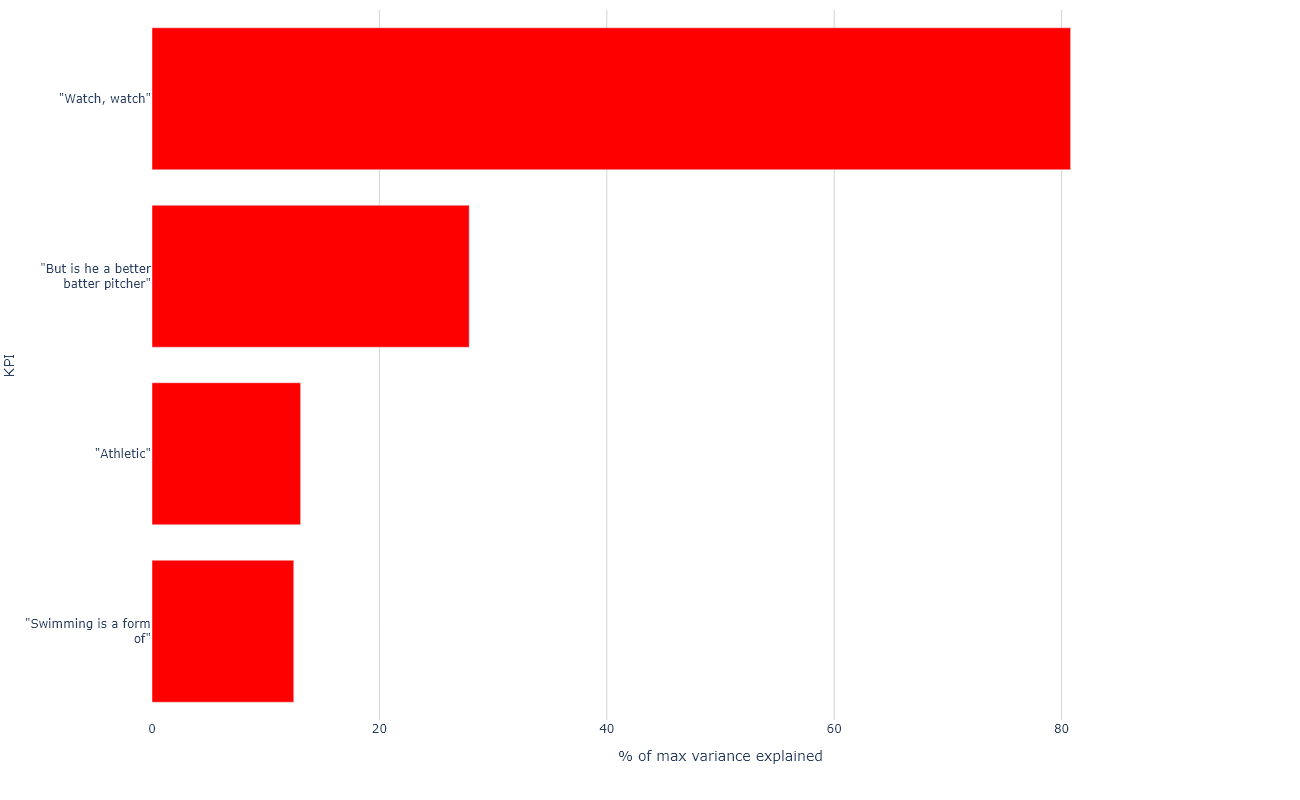 "Watch, watch"
"But is he a better
batter pitcher"
"Athletic"
"Swimming is a form
of"
KPI
0 20 40 60 80
% of max variance explained